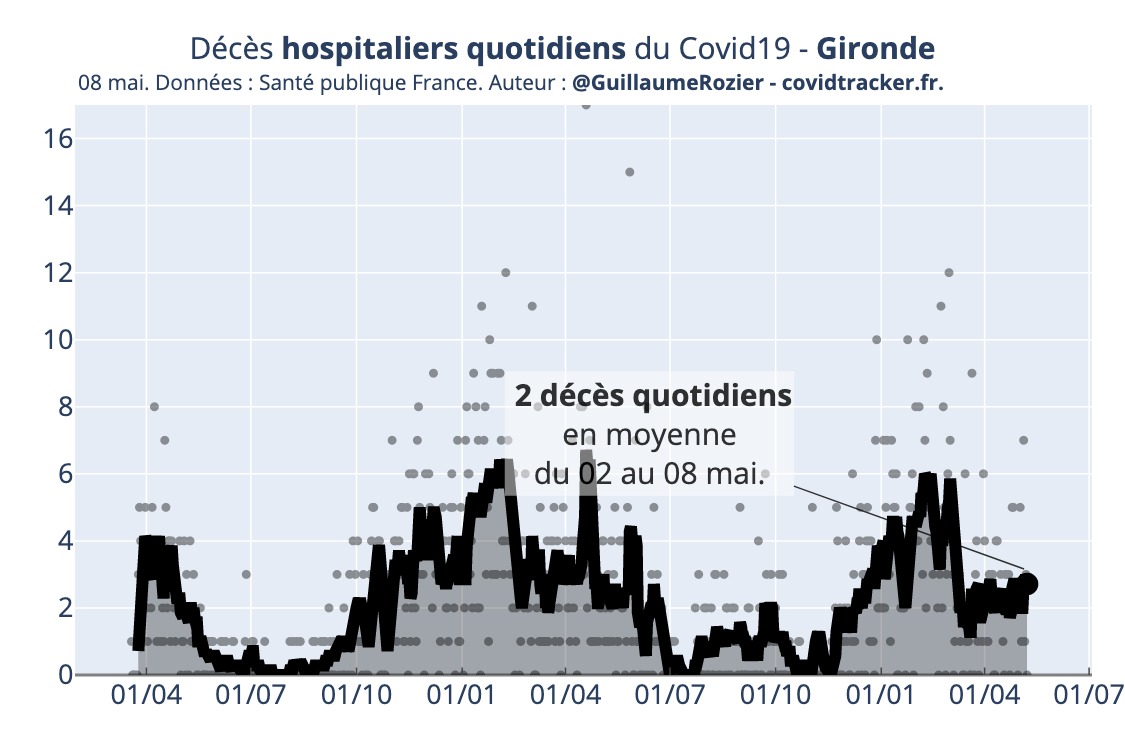 Décès hospitaliers quotidiens du Covid19 - Gironde
08 mai. Données : Santé publique France. Auteur : @GuillaumeRozier - covidtracker.fr.
16
14
12
10
8
6
4
2
0
2 décès quotidiens
en moyenne
du 02 au 08 mai.
01/04 01/07 01/10 01/01 01/04 01/07 01/10 01/01 01/04 01/07